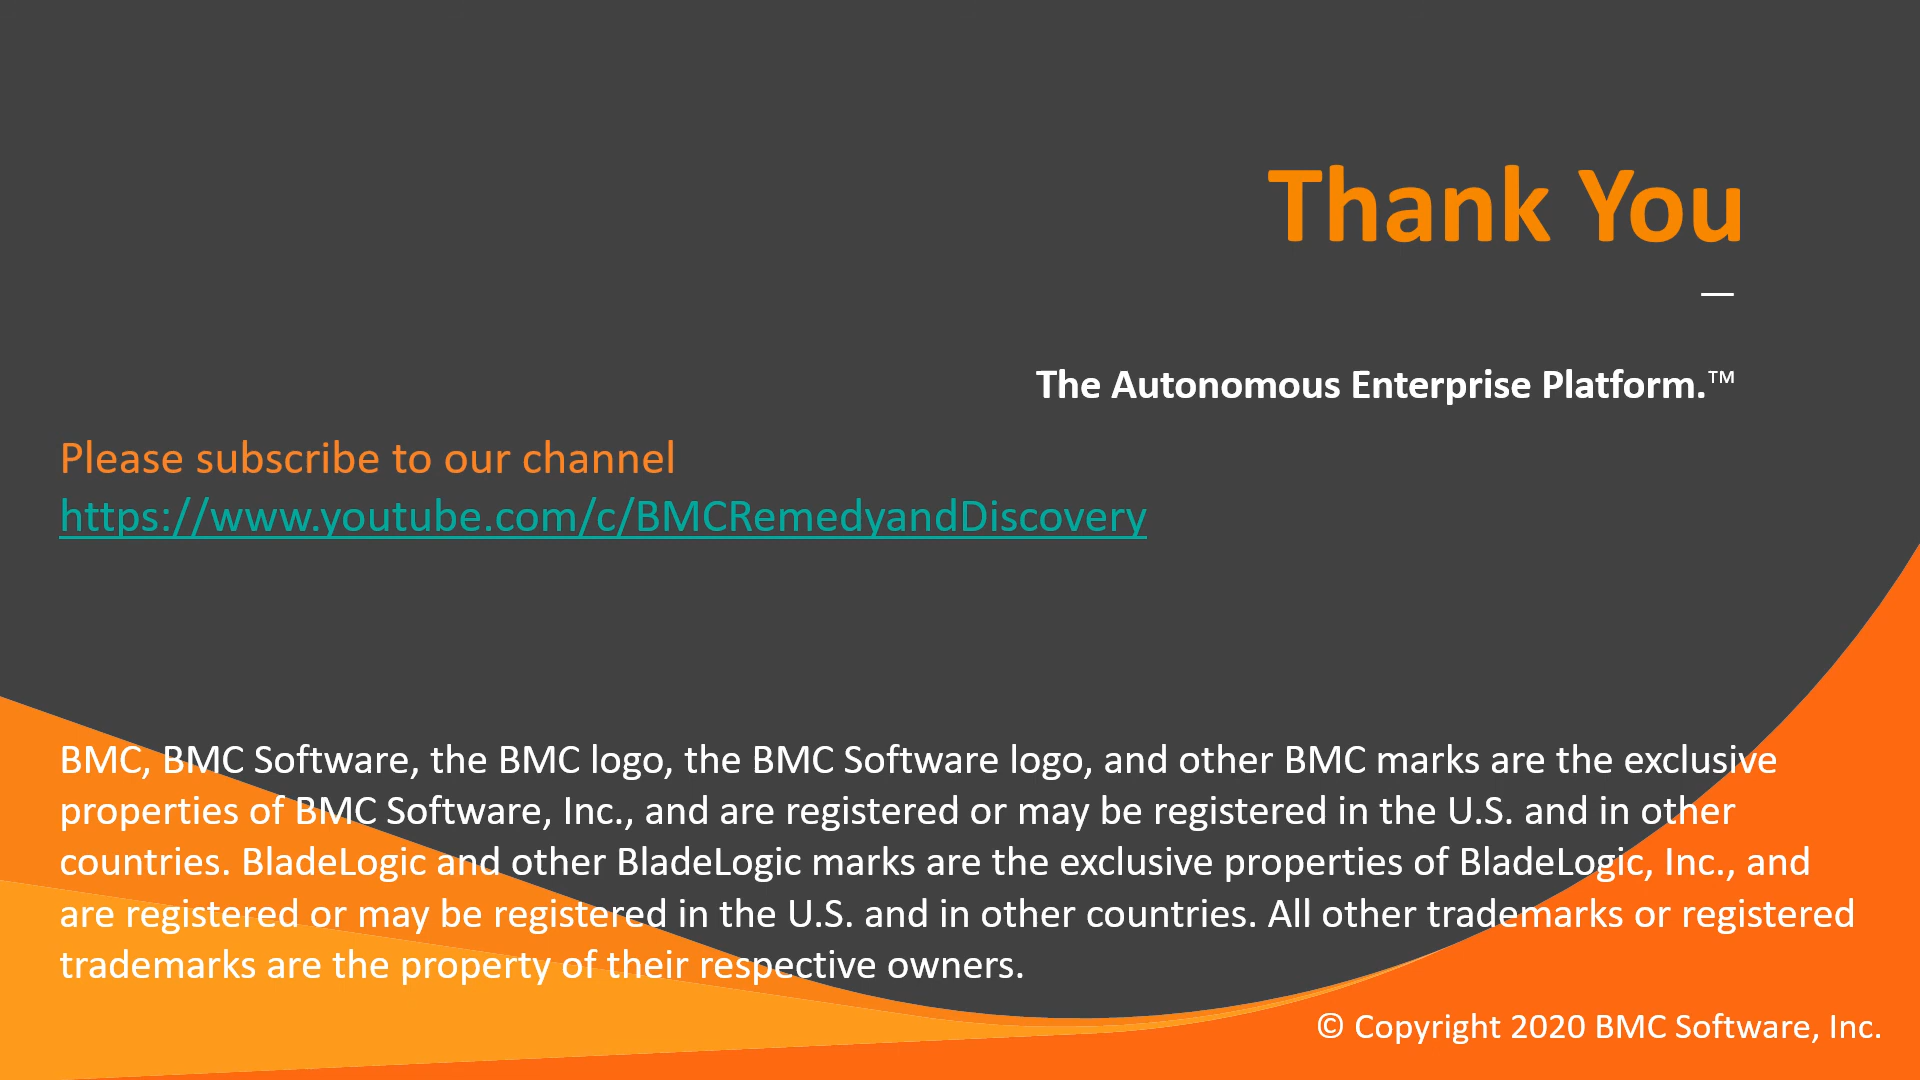 Thank You
—
The Autonomous Enterprise Platform.™
Please subscribe to our channel
https://www.youtube.com/c/BMCRemedyandDiscovery
BMC, BMC Software, the BMC logo, the BMC Software logo, and other BMC marks are the exclusive
properties of BMC Software, Inc., and are registered or may be registered in the U.S. and in other
countries. BladeLogic and other BladeLogic marks are the exclusive properties of BladeLogic, Inc., and
are registered or may be registered in the U.S. and in other countries. All other trademarks or registered
trademarks are the property of their respective owners.
© Copyright 2020 BMC Software, Inc.